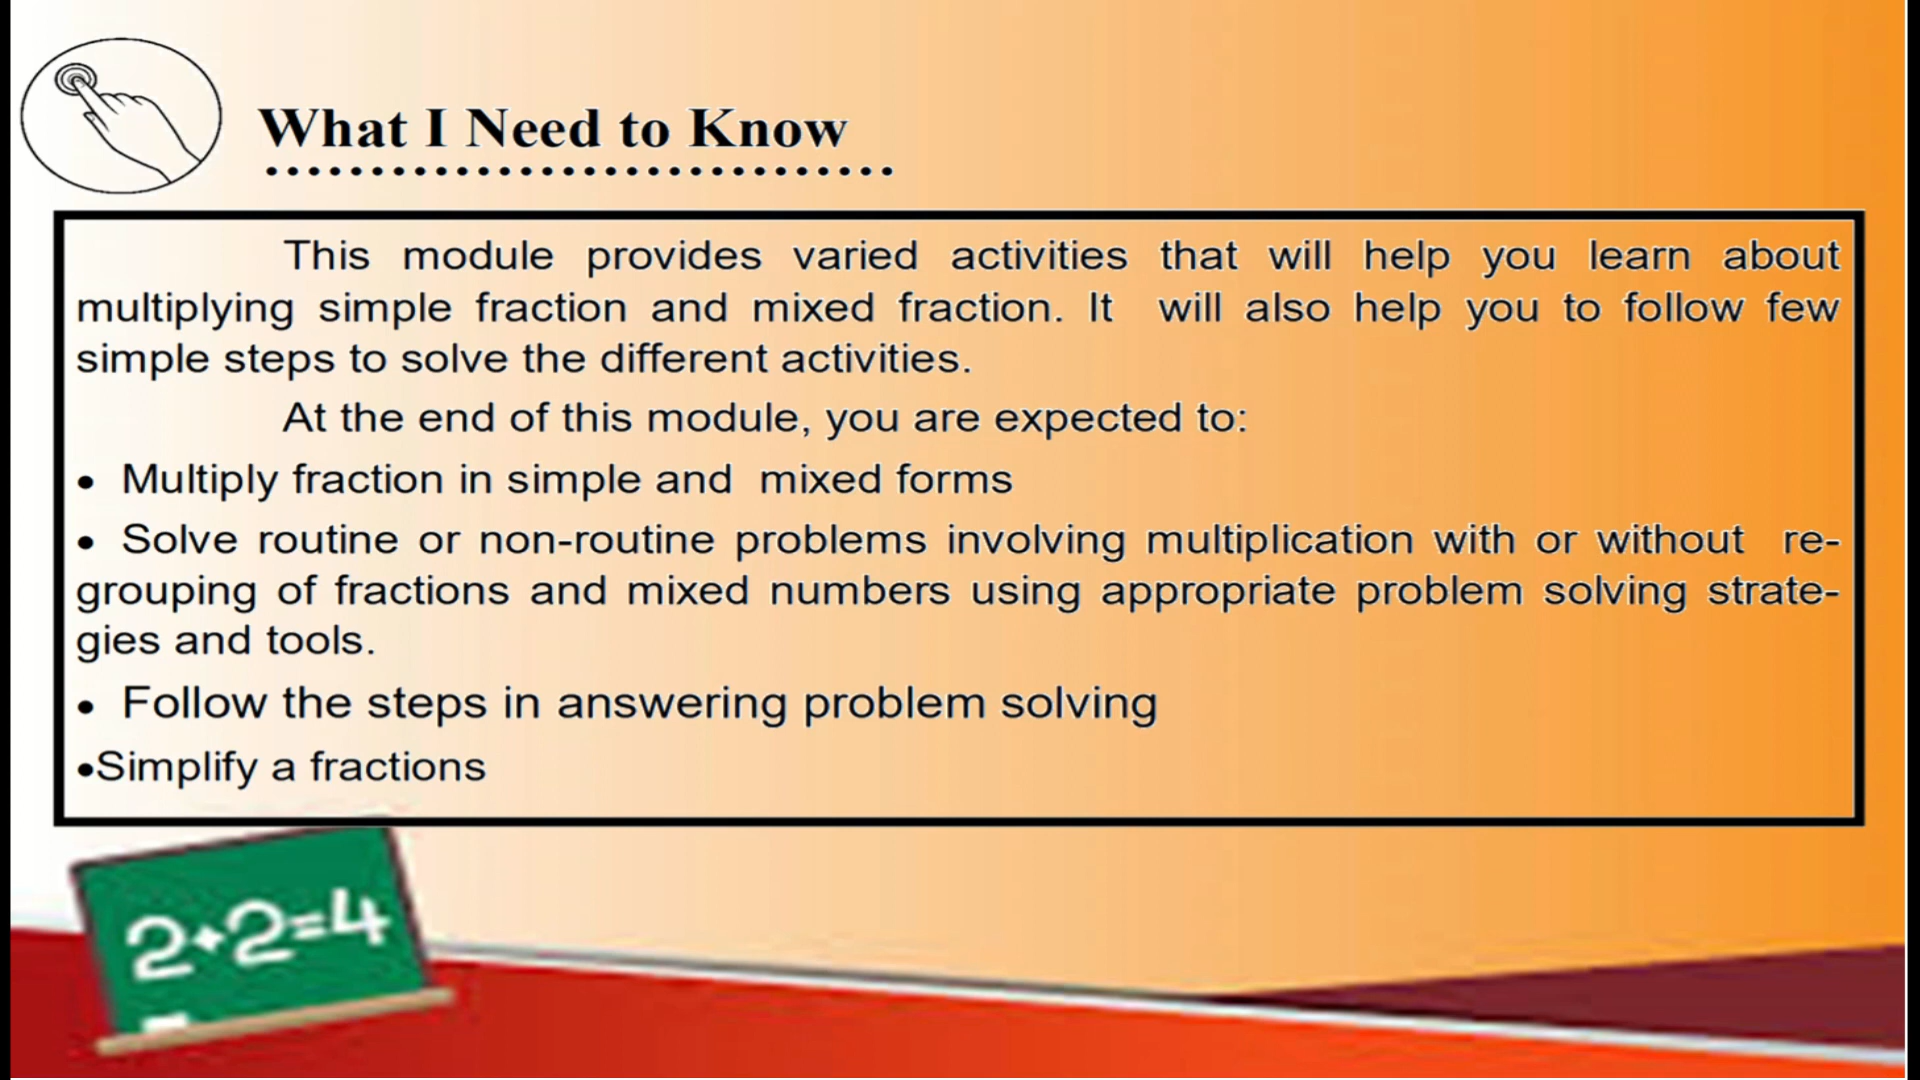 What I Need to Know
This module provides varied activities that will help you learn about
multiplying simple fraction and mixed fraction. It will also help you to follow few
simple steps to solve the different activities.
At the end of this module, you are expected to:
• Multiply fraction in simple and mixed forms
• Solve routine or non-routine problems involving multiplication with or without re-
grouping of fractions and mixed numbers using appropriate problem solving strate-
gies and tools.
• Follow the steps in answering problem solving
•Simplify a fractions
2+2=4